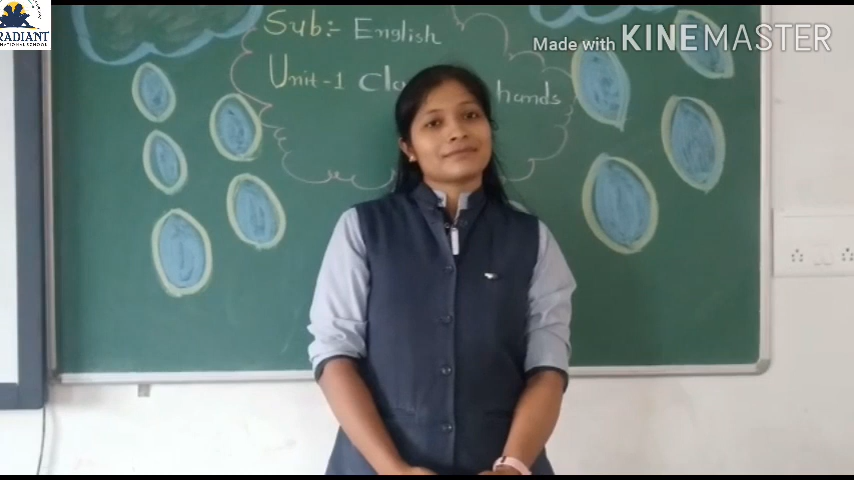 RADIANT
Made with KINEMASTER
Sub:- English
Unit-1 hands